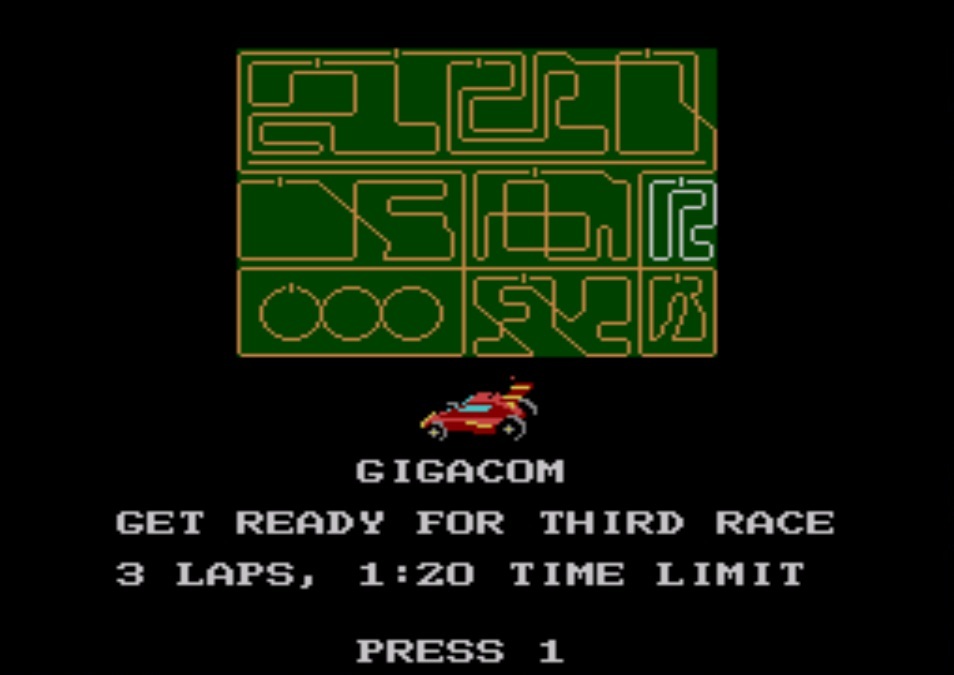 GIGACOM
GET READY FOR THIRD RACE
3 LAPS, 1:20 TIME LIMIT
PRESS 1